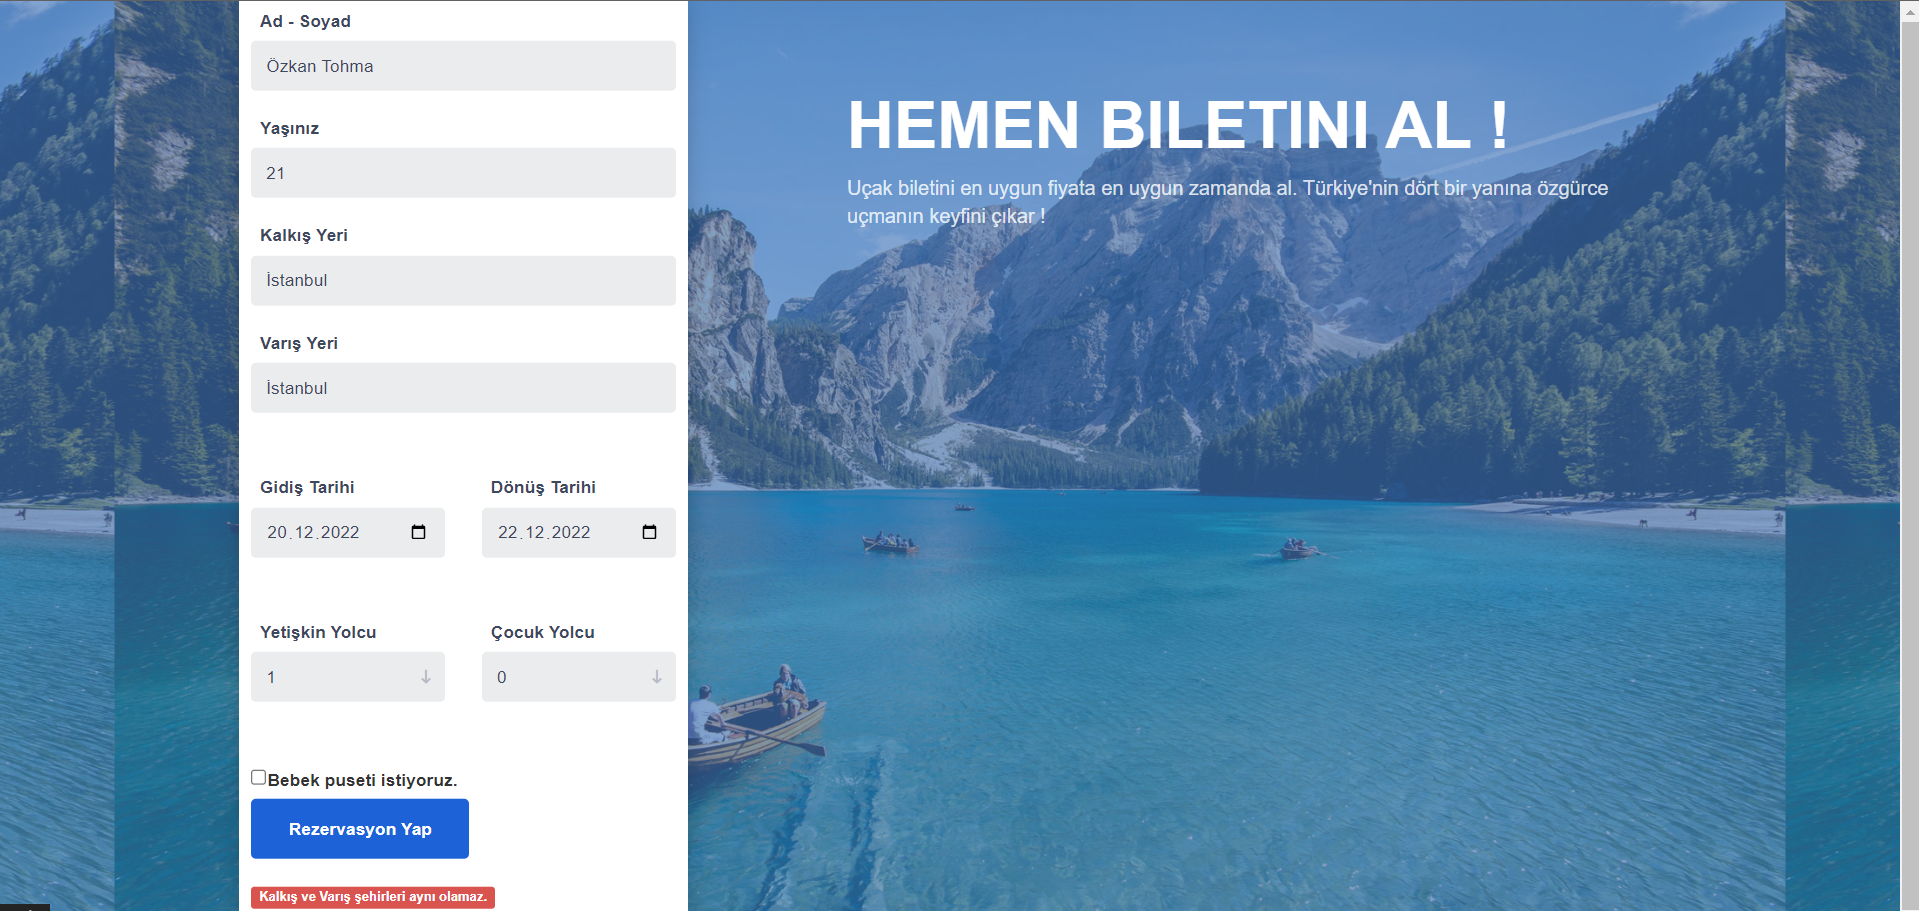 Ad - Soyad
Özkan Tohma
Yaşınız
21
Kalkış Yeri
İstanbul
Varış Yeri
İstanbul
Gidiş Tarihi
Dönüş Tarihi
20.12.2022
22.12.2022
Yetişkin Yolcu
Çocuk Yolcu
1
0
Bebek puseti istiyoruz.
Rezervasyon Yap
Kalkış ve Varış şehirleri aynı olamaz.
HEMEN BILETINI AL !
Uçak biletini en uygun fiyata en uygun zamanda al. Türkiye'nin dört bir yanına özgürce
uçmanın keyfini çıkar !